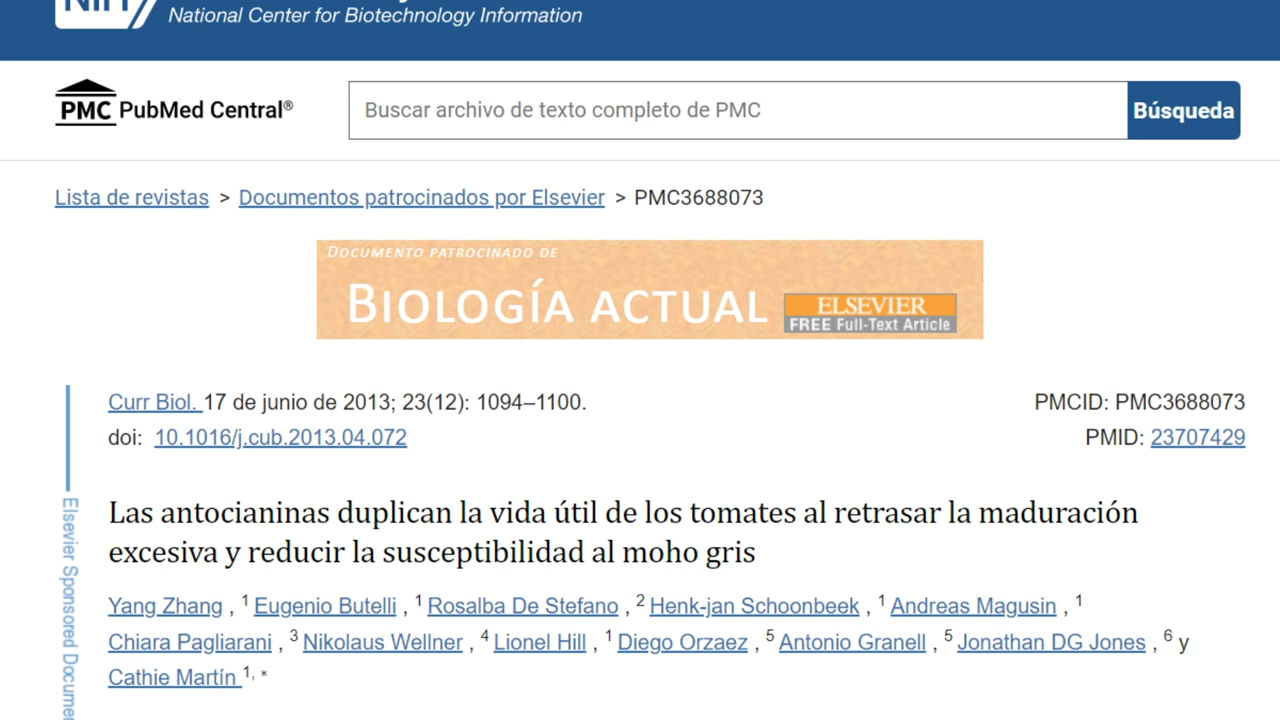 National Center for Biotechnology Information
PMC PubMed Central®
Buscar archivo de texto completo de PMC
Búsqueda
Lista de revistas > Documentos patrocinados por Elsevier > PMC3688073
DOCUMENTO PATROCINADO DE
BIOLOGÍA ACTUAL
ELSEVIER
FREE Full-Text Article
Curr Biol. 17 de junio de 2013; 23(12): 1094–1100.
PMCID: PMC3688073
doi: 10.1016/j.cub.2013.04.072
PMID: 23707429
Elsevier Sponsored
Las antocianinas duplican la vida útil de los tomates al retrasar la maduración
excesiva y reducir la susceptibilidad al moho gris
Yang Zhang , 1 Eugenio Butelli , 1 Rosalba De Stefano , 2 Henk-jan Schoonbeek , 1 Andreas Magusin , 1
Chiara Pagliarani , 3 Nikolaus Wellner , 4 Lionel Hill , 1 Diego Orzaez , 5 Antonio Granell , 5 Jonathan DG Jones , 6 y
Cathie Martín 1, *